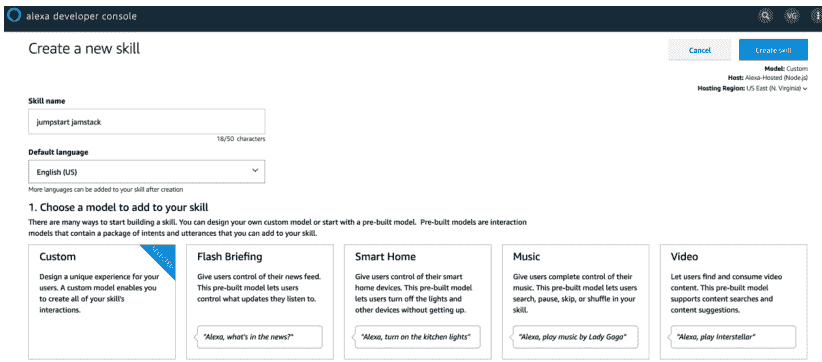 alexa developer console
VG
Create a new skill
Cancel
Create skill
Model: Custom
Host: Alexa-Hosted (Node.js)
Hosting Region: US East (N. Virginia)
Skill name
jumpstart jamstack
18/50 characters
Default language
English (US)
More languages can be added to your skill after creation
1. Choose a model to add to your skill
There are many ways to start building a skill. You can design your own custom model or start with a pre-built model. Pre-built models are interaction
models that contain a package of intents and utterances that you can add to your skill.
Custom
Design a unique experience for your
users. A custom model enables you
to create all of your skill's
interactions.
Flash Briefing
Give users control of their news feed.
This pre-built model lets users
control what updates they listen to.
"Alexa, what's in the news?"
Smart Home
Give users control of their smart
home devices. This pre-built model
lets users turn off the lights and
other devices without getting up.
"Alexa, turn on the kitchen lights"
Music
Give users complete control of their
music. This pre-built model lets users
search, pause, skip, or shuffle in your
skill.
"Alexa, play music by Lady Gaga"
Video
Let users find and consume video
content. This pre-built model
supports content searches and
content suggestions.
"Alexa, play Interstellar"